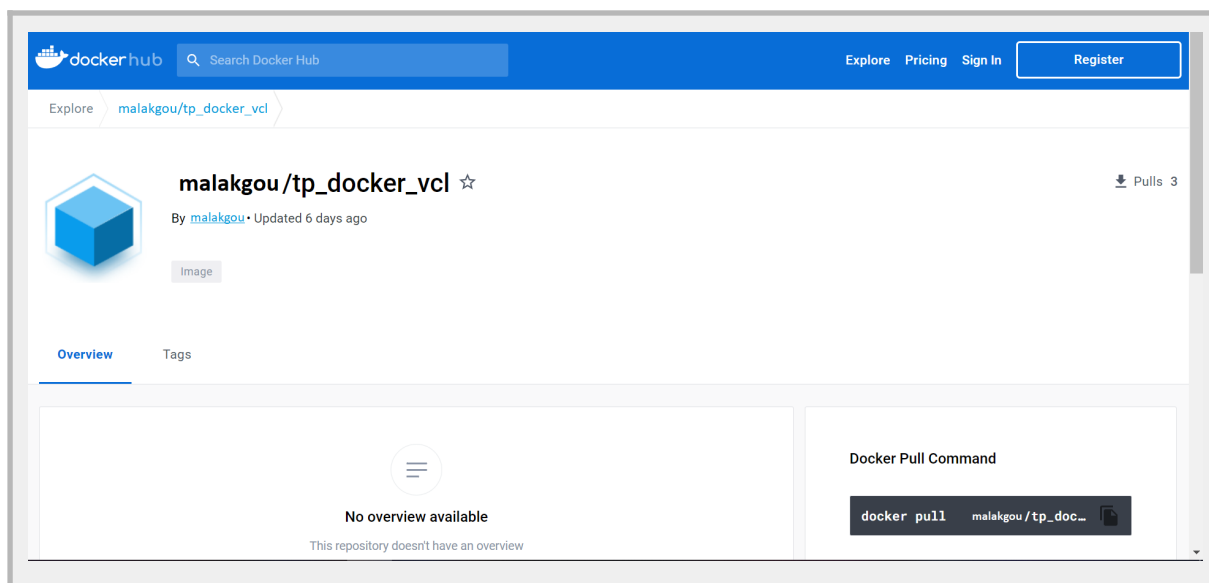 dockerhub Search Docker Hub Explore Pricing Sign In Register
Explore malakgou/tp_docker_vcl
malakgou/tp_docker_vcl
Pulls 3
By malakgou • Updated 6 days ago
Image
Overview Tags
No overview available
This repository doesn't have an overview
Docker Pull Command
docker pull malakgou/tp_doc…